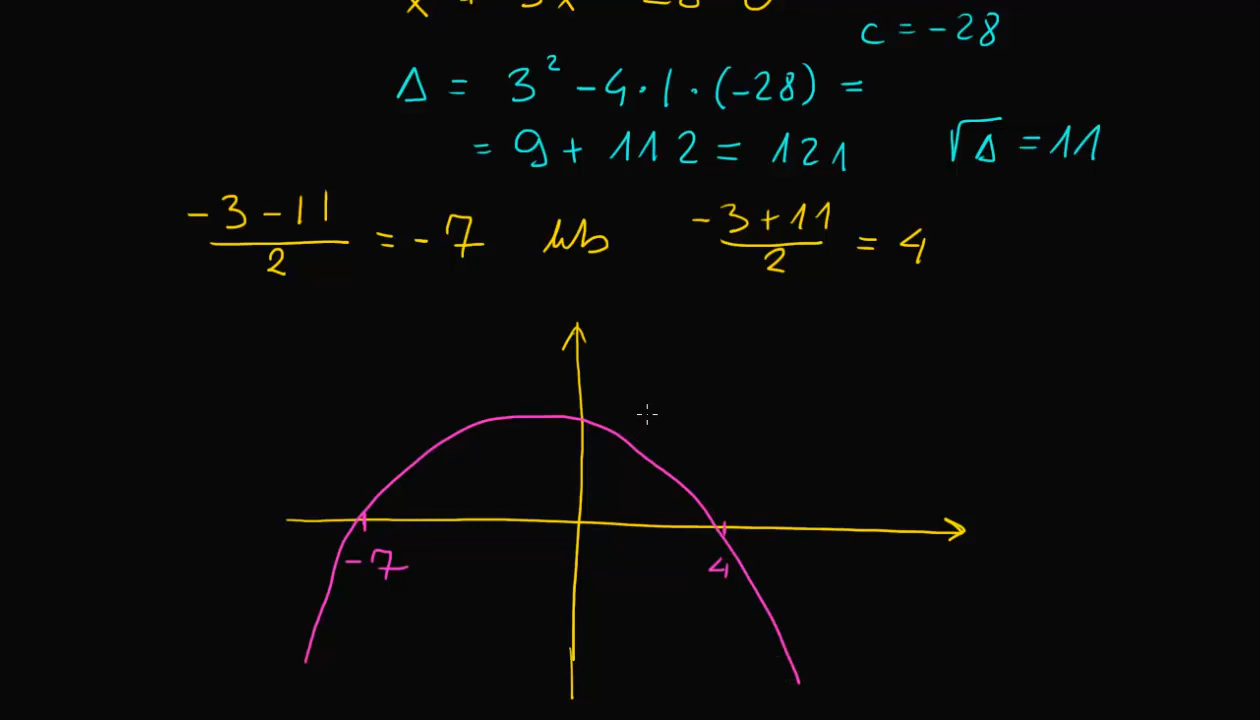 c = -28
Δ = 3² - 4 · 1 · (-28) =
= 9 + 112 = 121 √Δ = 11
(-3 - 11)/2 = -7 lub (-3 + 11)/2 = 4
-7 4